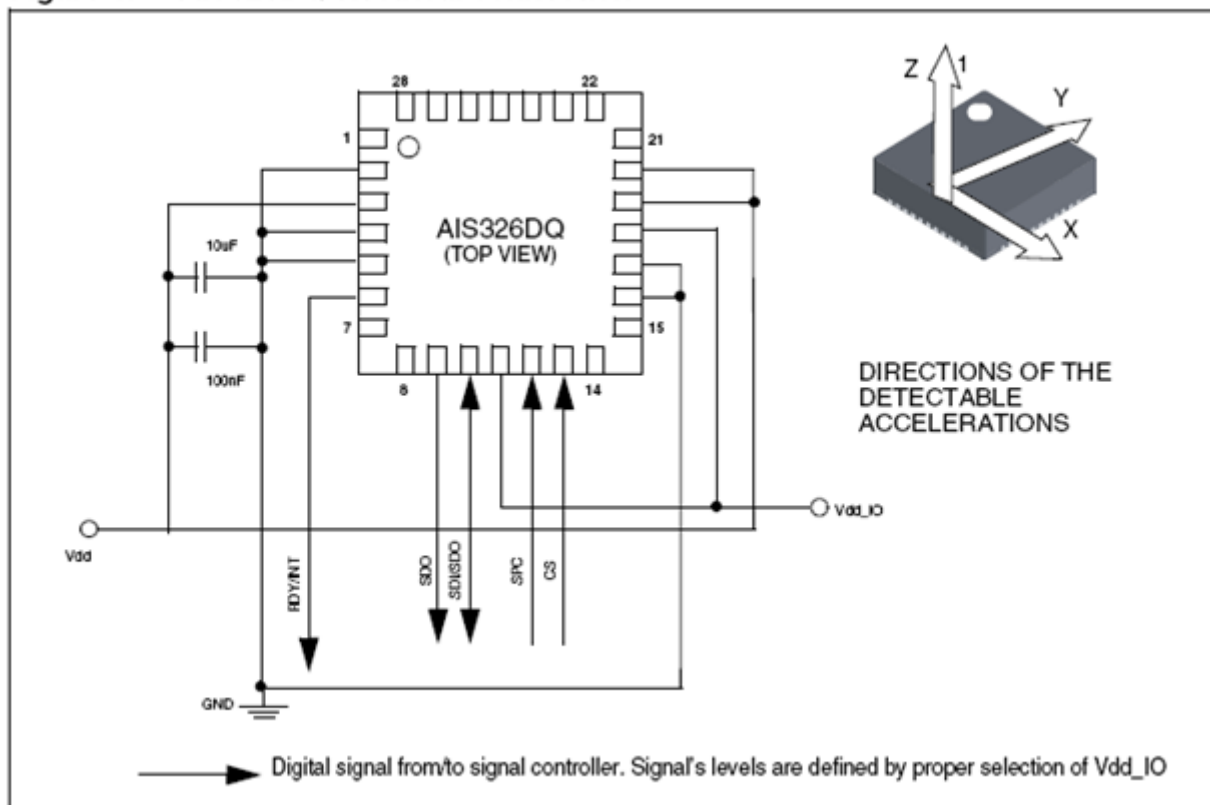 28
22
1
21
AIS326DQ
(TOP VIEW)
10uF
7
15
100nF
8
14
Z
1
Y
X
DIRECTIONS OF THE
DETECTABLE
ACCELERATIONS
Vdd_IO
Vdd
RDY/INT
SDO
SDI/SDO
SPC
CS
GND
Digital signal from/to signal controller. Signal's levels are defined by proper selection of Vdd_IO